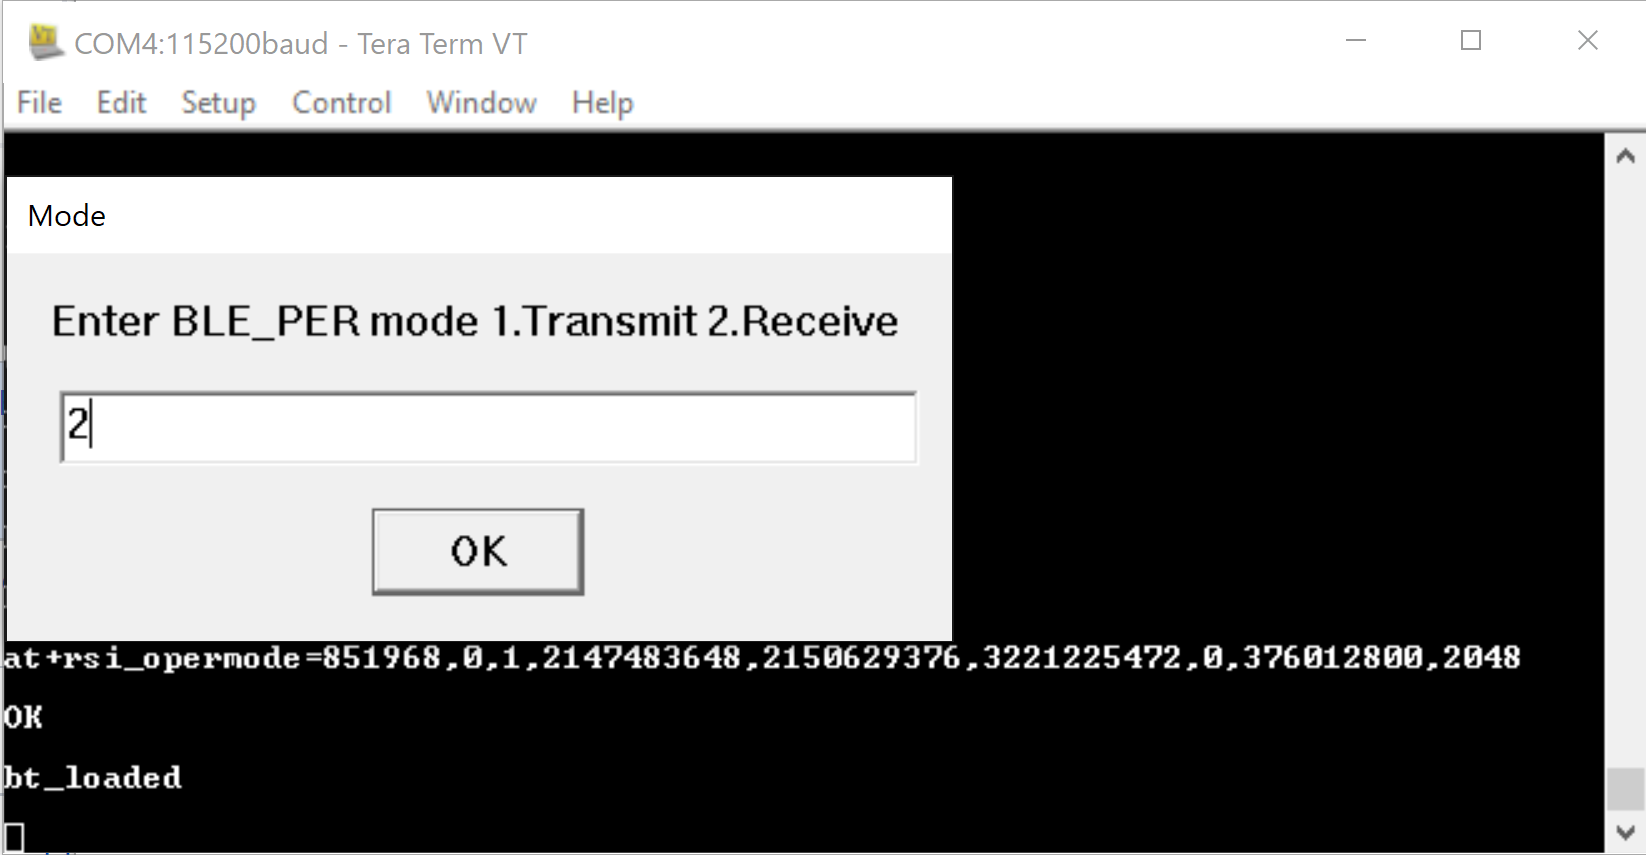 COM4:115200baud - Tera Term VT
File Edit Setup Control Window Help
Mode
Enter BLE_PER mode 1.Transmit 2.Receive
2
OK
at+rsi_opermode=851968,0,1,2147483648,2150629376,3221225472,0,376012800,2048
OK
bt_loaded